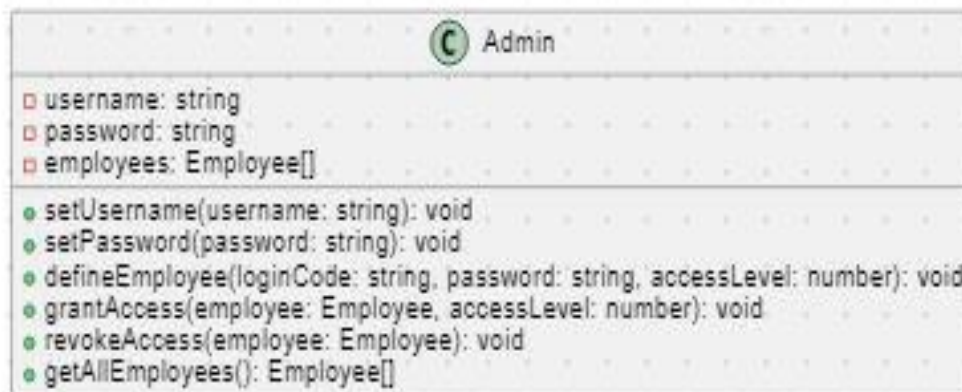 C Admin
username: string
password: string
employees: Employee[]
setUsername(username: string): void
setPassword(password: string): void
defineEmployee(loginCode: string, password: string, accessLevel: number): void
grantAccess(employee: Employee, accessLevel: number): void
revokeAccess(employee: Employee): void
getAllEmployees(): Employee[]